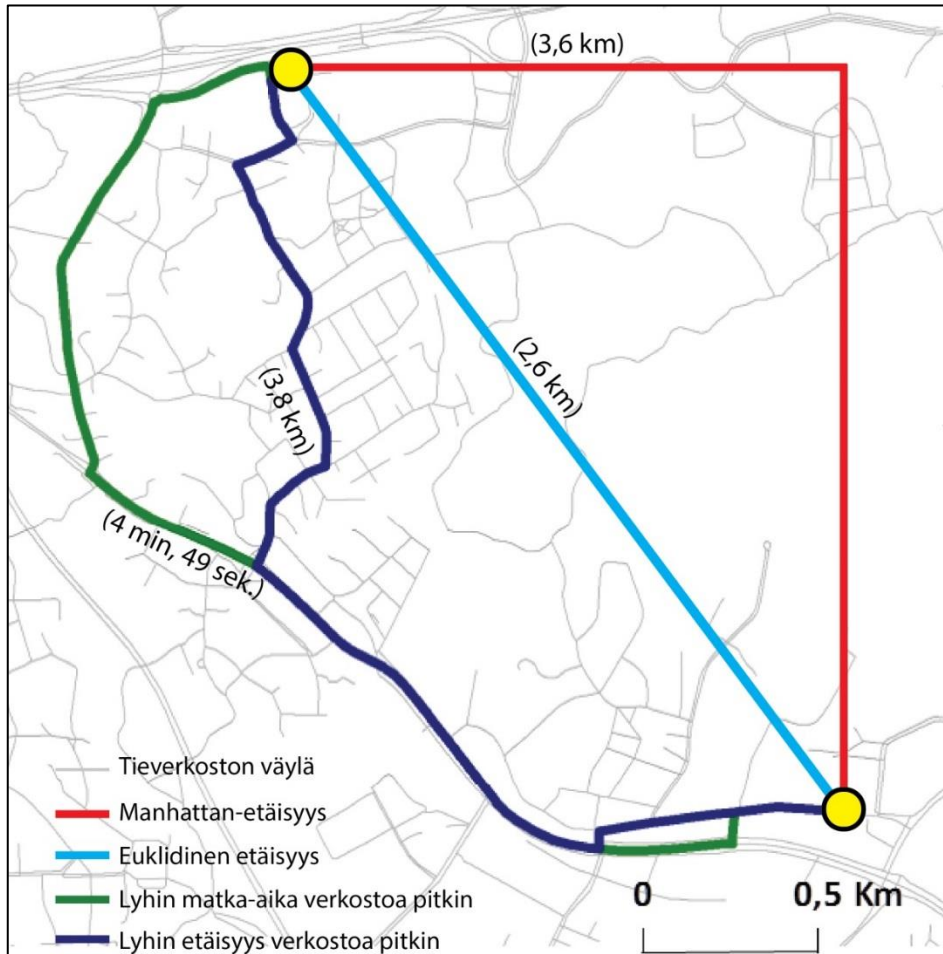 (3,6 km)
(2,6 km)
(3,8 km)
(4 min, 49 sek.)
Tieverkoston väylä
Manhattan-etäisyys
Euklidinen etäisyys
Lyhin matka-aika verkostoa pitkin
Lyhin etäisyys verkostoa pitkin
0 0,5 Km